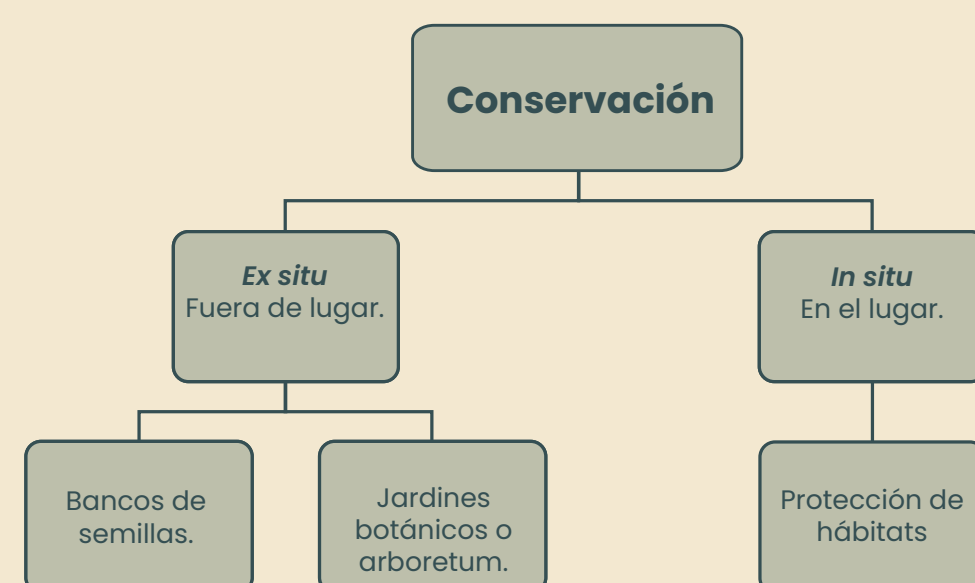 Conservación
Ex situ
Fuera de lugar.
In situ
En el lugar.
Bancos de
semillas.
Jardines
botánicos o
arboretum.
Protección de
hábitats